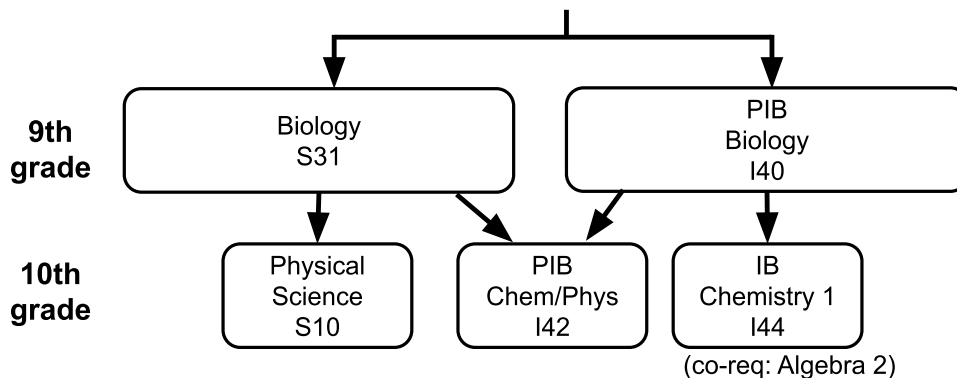 9th
grade
Biology
S31
PIB
Biology
I40
10th
grade
Physical
Science
S10
PIB
Chem/Phys
I42
IB
Chemistry 1
I44
(co-req: Algebra 2)